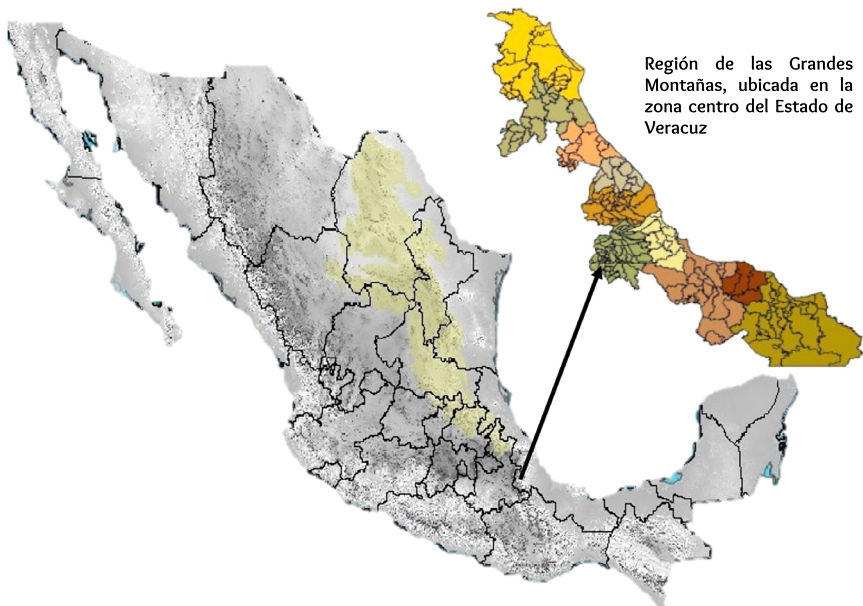 Región de las Grandes
Montañas, ubicada en la
zona centro del Estado de
Veracuz